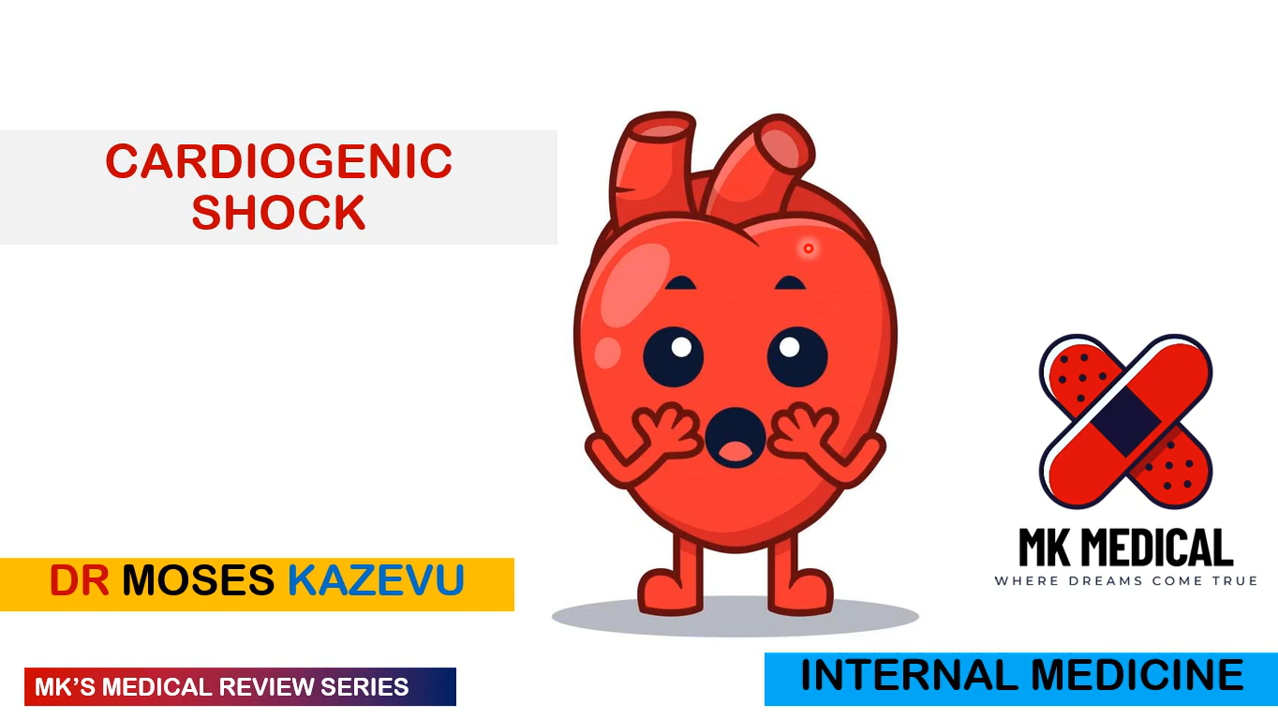 CARDIOGENIC
SHOCK
MK MEDICAL
WHERE DREAMS COME TRUE
DR MOSES KAZEVU
MK’S MEDICAL REVIEW SERIES
INTERNAL MEDICINE